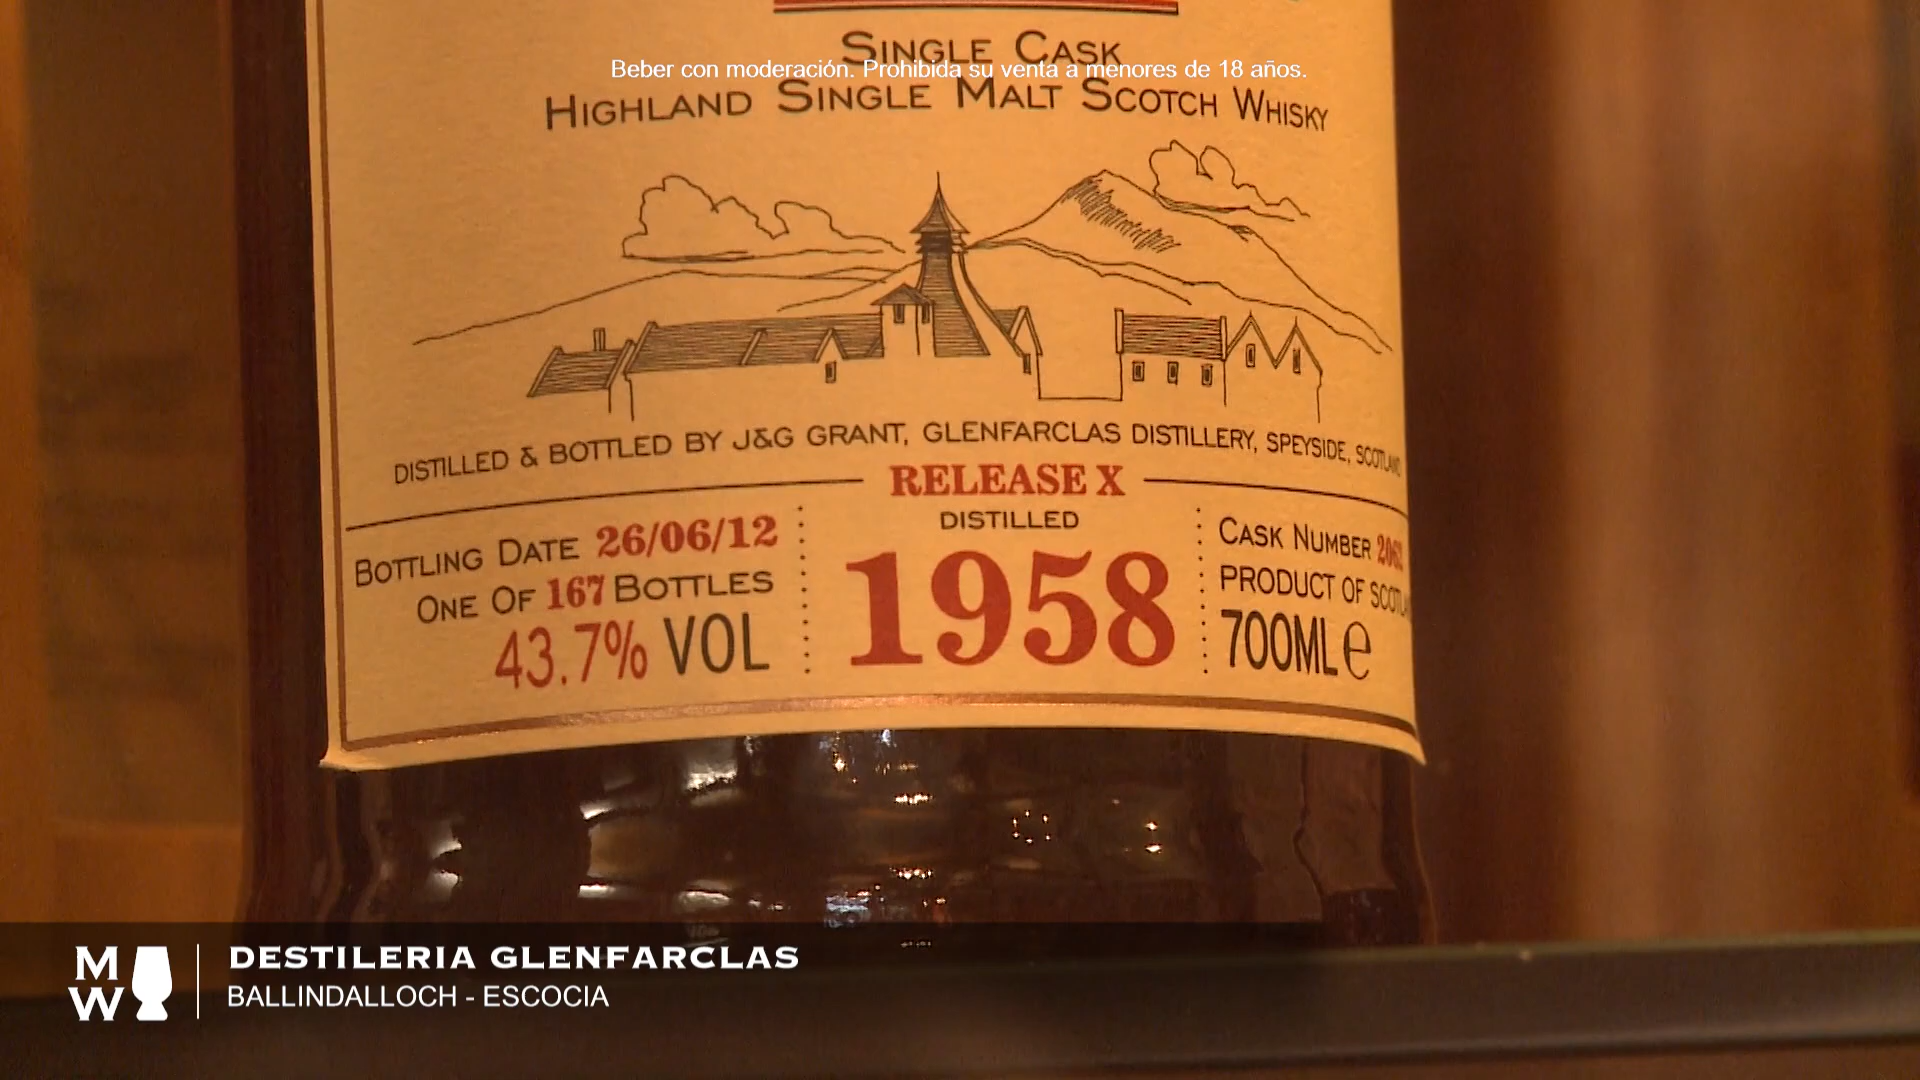 SINGLE CASK
Beber con moderación. Prohibida su venta a menores de 18 años.
HIGHLAND SINGLE MALT SCOTCH WHISKY
DISTILLED & BOTTLED BY J&G GRANT, GLENFARCLAS DISTILLERY, SPEYSIDE,
RELEASE X
BOTTLING DATE 26/06/12
ONE OF 167 BOTTLES
43.7% VOL
DISTILLED
1958
CASK NUMBER
PRODUCT OF
700ML e
MW
DESTILERIA GLENFARCLAS
BALLINDALLOCH - ESCOCIA